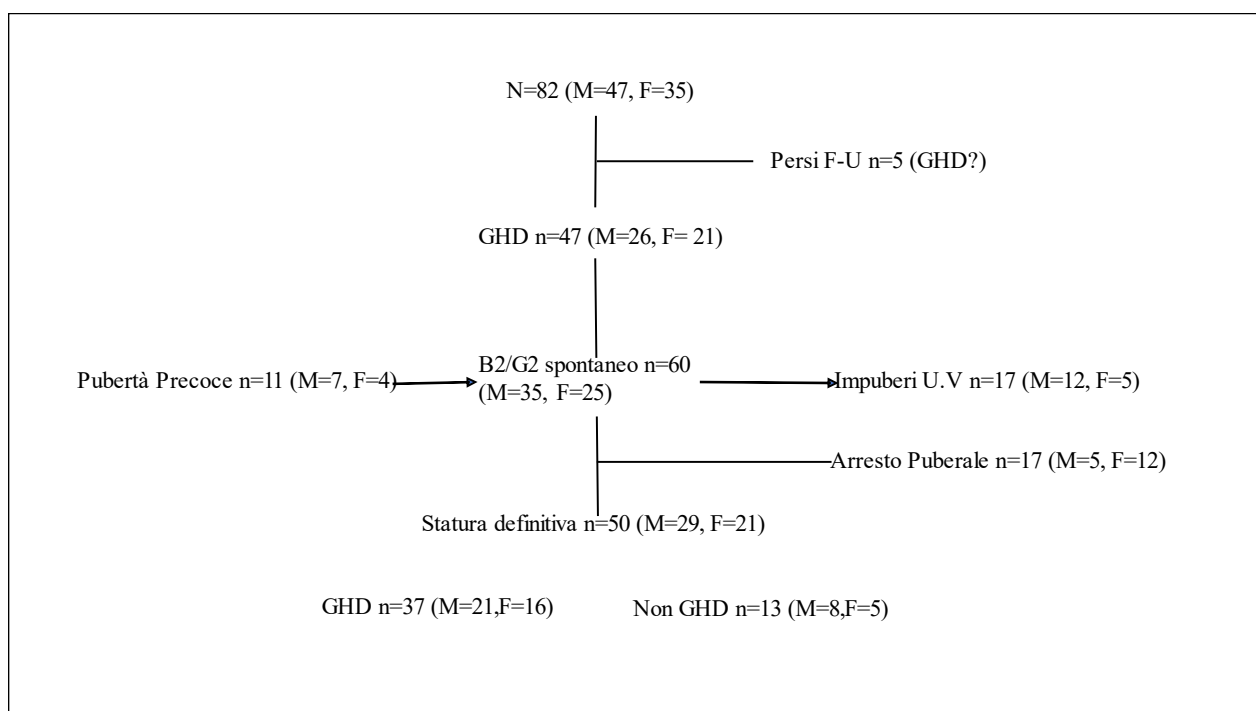 N=82 (M=47, F=35)
Persi F-U n=5 (GHD?)
GHD n=47 (M=26, F= 21)
Pubertà Precoce n=11 (M=7, F=4)
B2/G2 spontaneo n=60
(M=35, F=25)
Impuberi U.V n=17 (M=12, F=5)
Arresto Puberale n=17 (M=5, F=12)
Statura definitiva n=50 (M=29, F=21)
GHD n=37 (M=21,F=16)
Non GHD n=13 (M=8,F=5)